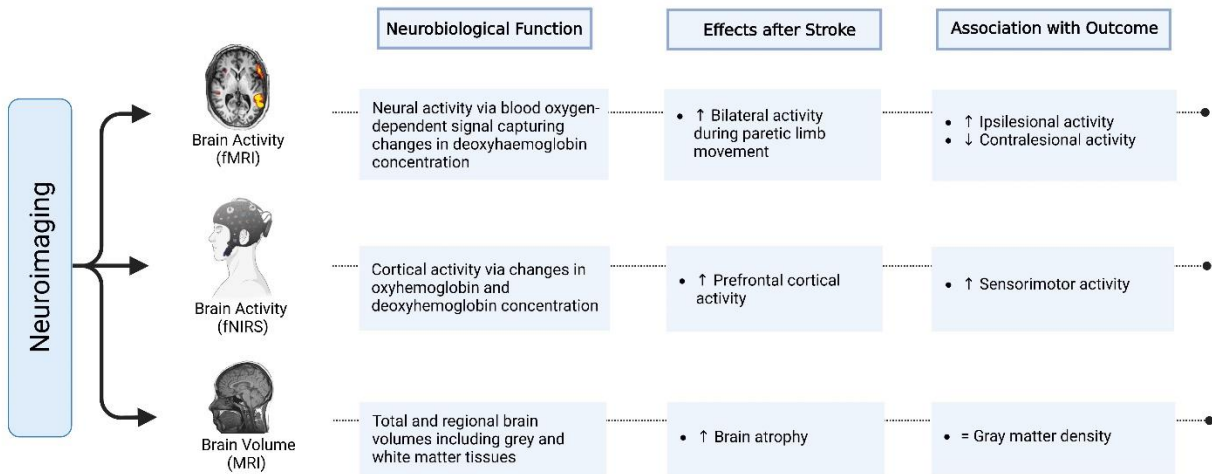 Neurobiological Function
Effects after Stroke
Association with Outcome
Neuroimaging
Brain Activity
(fMRI)
Neural activity via blood oxygen-
dependent signal capturing
changes in deoxyhaemoglobin
concentration
• ↑ Bilateral activity
during paretic limb
movement
• ↑ Ipsilesional activity
• ↓ Contralesional activity
Brain Activity
(fNIRS)
Cortical activity via changes in
oxyhemoglobin and
deoxyhemoglobin concentration
• ↑ Prefrontal cortical
activity
• ↑ Sensorimotor activity
Brain Volume
(MRI)
Total and regional brain
volumes including grey and
white matter tissues
• ↑ Brain atrophy
• = Gray matter density